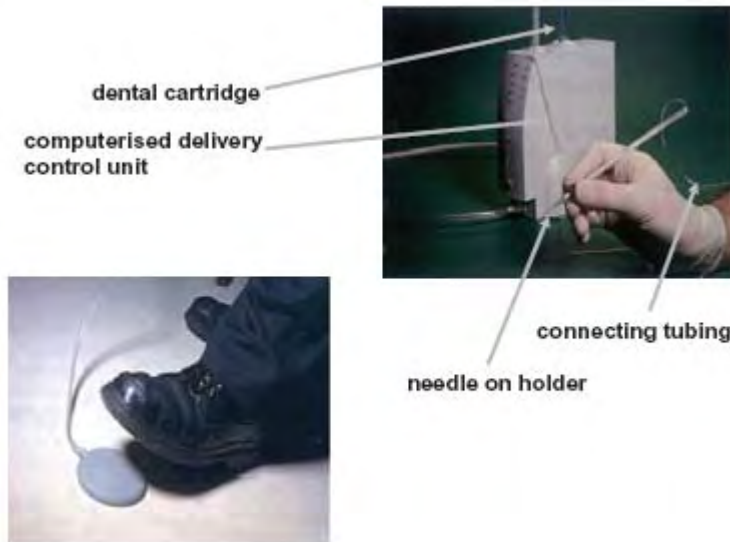 dental cartridge
computerised delivery
control unit
connecting tubing
needle on holder